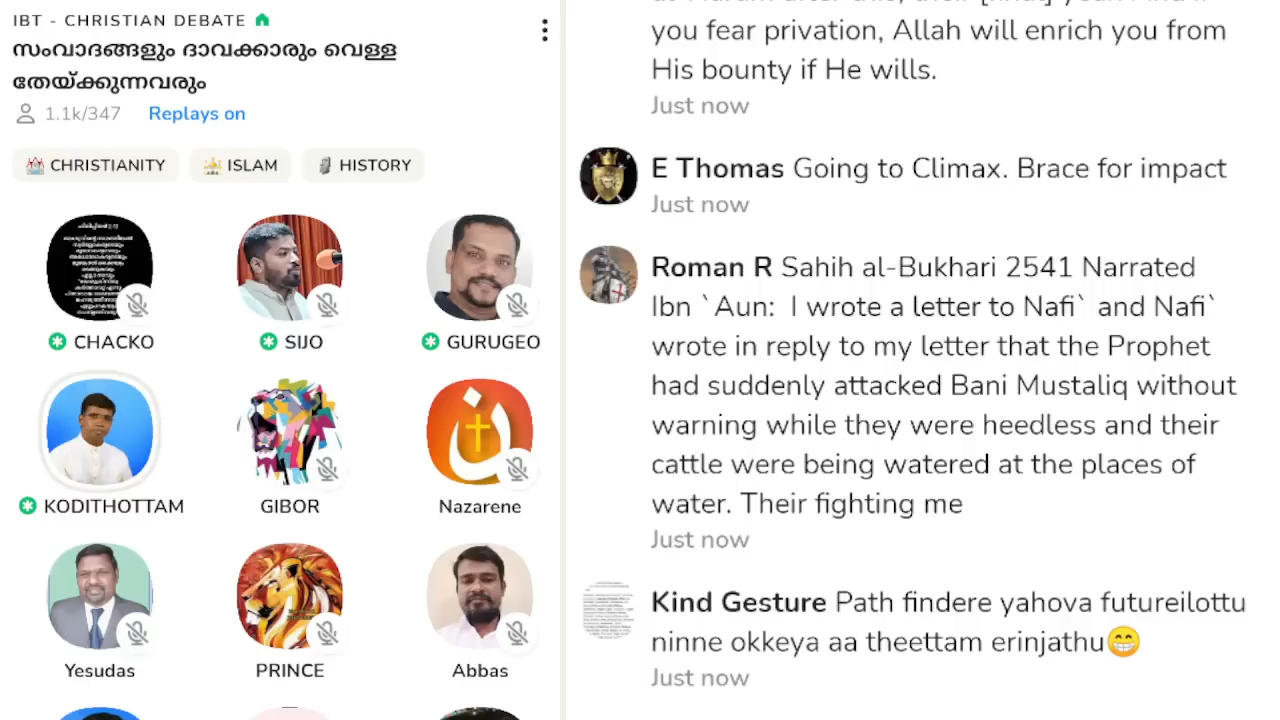 IBT - CHRISTIAN DEBATE
സംവാദങ്ങളും ദാവക്കാരും വെള്ള
തേയ്ക്കുന്നവരും
1.1k/347 Replays on
CHRISTIANITY ISLAM HISTORY
CHACKO SIJO GURUGEO
KODITHOTTAM GIBOR Nazarene
Yesudas PRINCE Abbas
you fear privation, Allah will enrich you from
His bounty if He wills.
Just now
E Thomas Going to Climax. Brace for impact
Just now
Roman R Sahih al-Bukhari 2541 Narrated
Ibn `Aun:  I wrote a letter to Nafi` and Nafi`
wrote in reply to my letter that the Prophet
had suddenly attacked Bani Mustaliq without
warning while they were heedless and their
cattle were being watered at the places of
water. Their fighting me
Just now
Kind Gesture Path findere yahova futureilottu
ninne okkeya aa theettam erinjathu😁
Just now